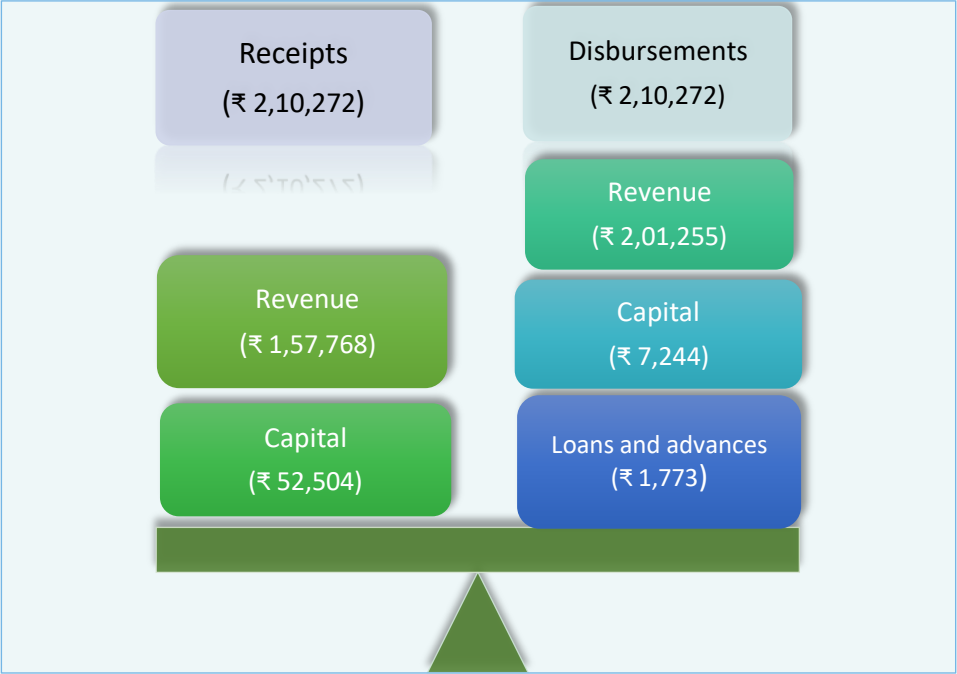 Receipts
(₹ 2,10,272)
Revenue
(₹ 1,57,768)
Capital
(₹ 52,504)
Disbursements
(₹ 2,10,272)
Revenue
(₹ 2,01,255)
Capital
(₹ 7,244)
Loans and advances
(₹ 1,773)